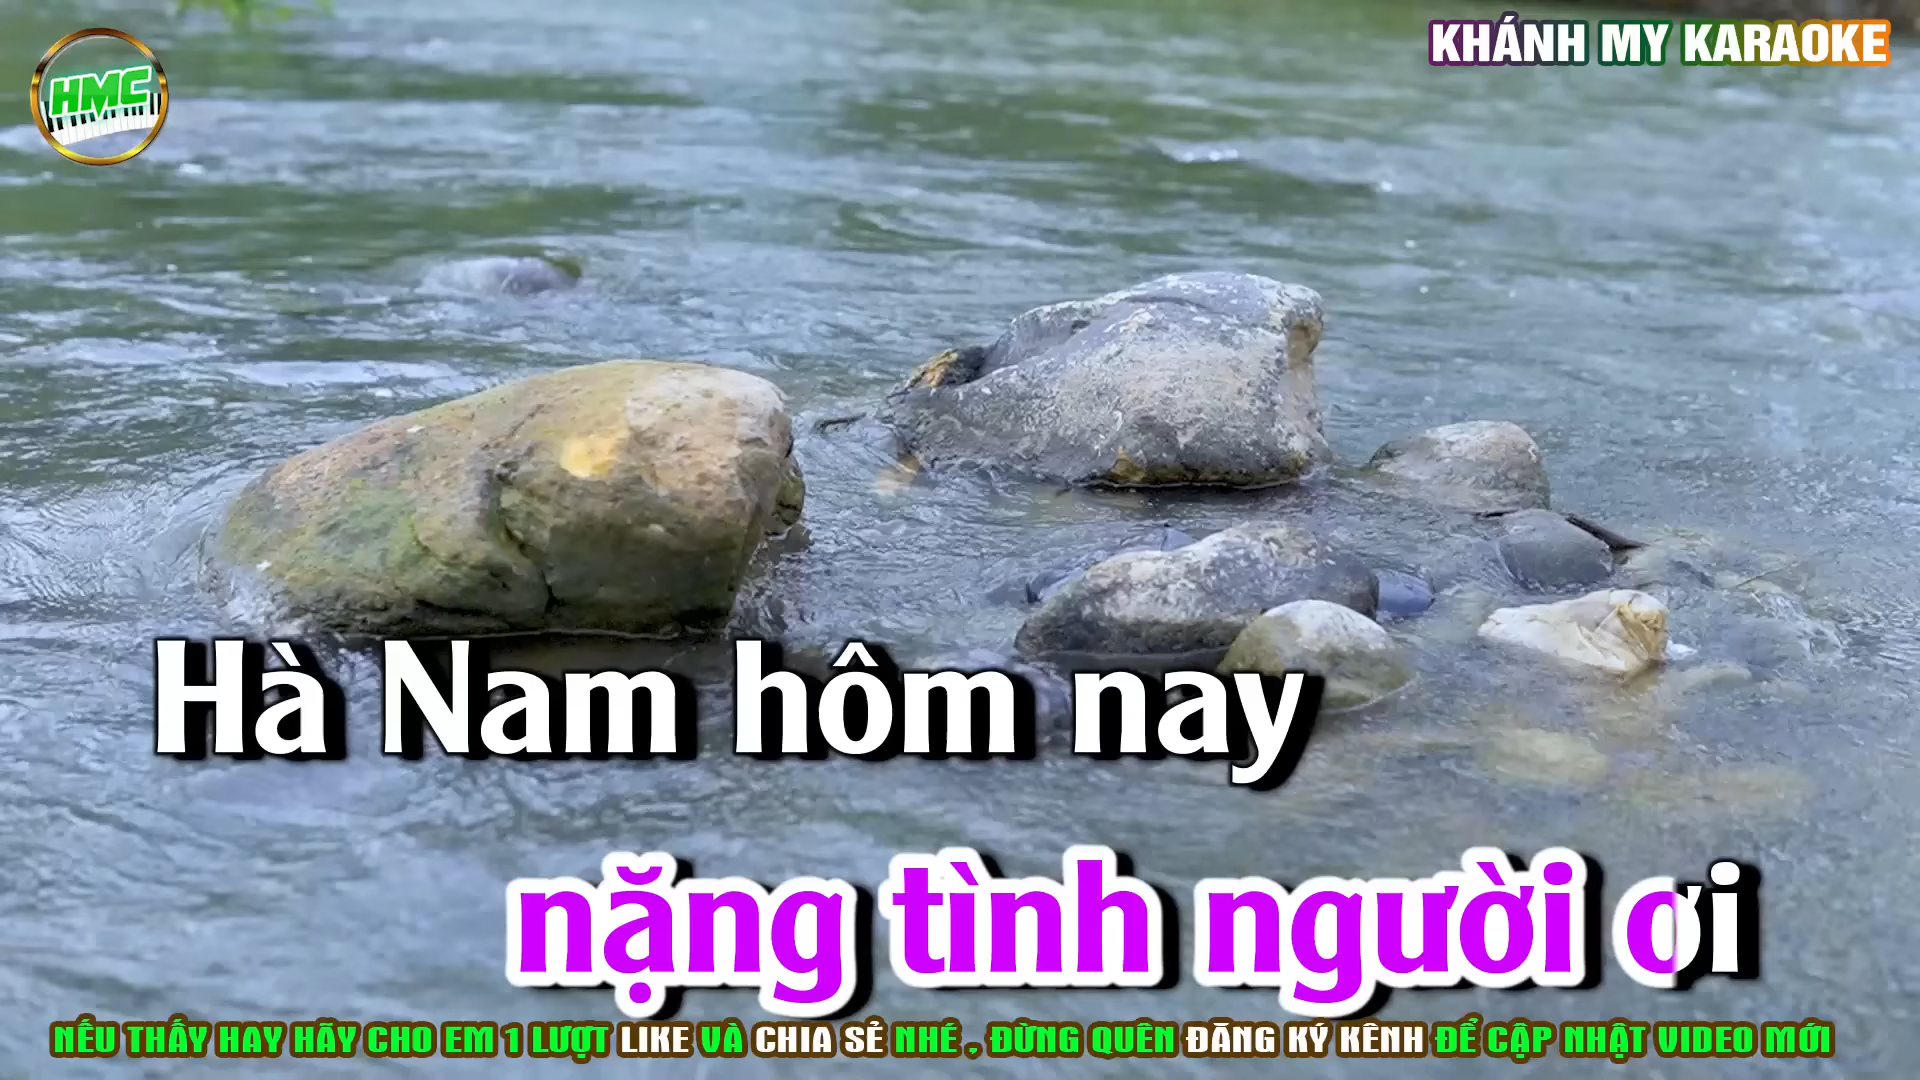 KHÁNH MY KARAOKE
HMC
Hà Nam hôm nay
nặng tình người ơi
NẾU THẤY HAY HÃY CHO EM 1 LƯỢT LIKE VÀ CHIA SẺ NHÉ , ĐỪNG QUÊN ĐĂNG KÝ KÊNH ĐỂ CẬP NHẬT VIDEO MỚI